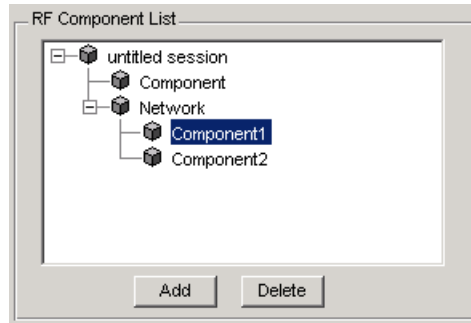 RF Component List
untitled session
Component
Network
Component1
Component2
Add Delete